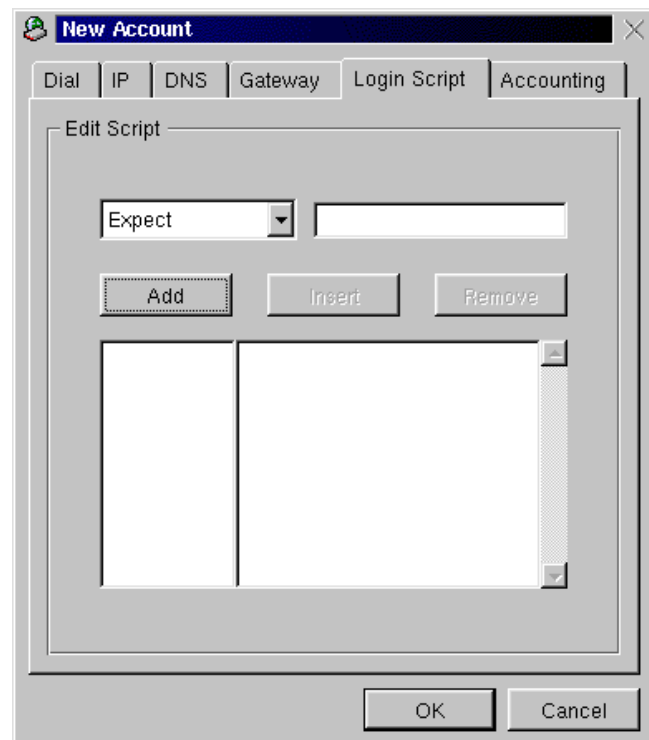 New Account
Dial IP DNS Gateway Login Script Accounting
Edit Script
Expect
Add Insert Remove
OK Cancel